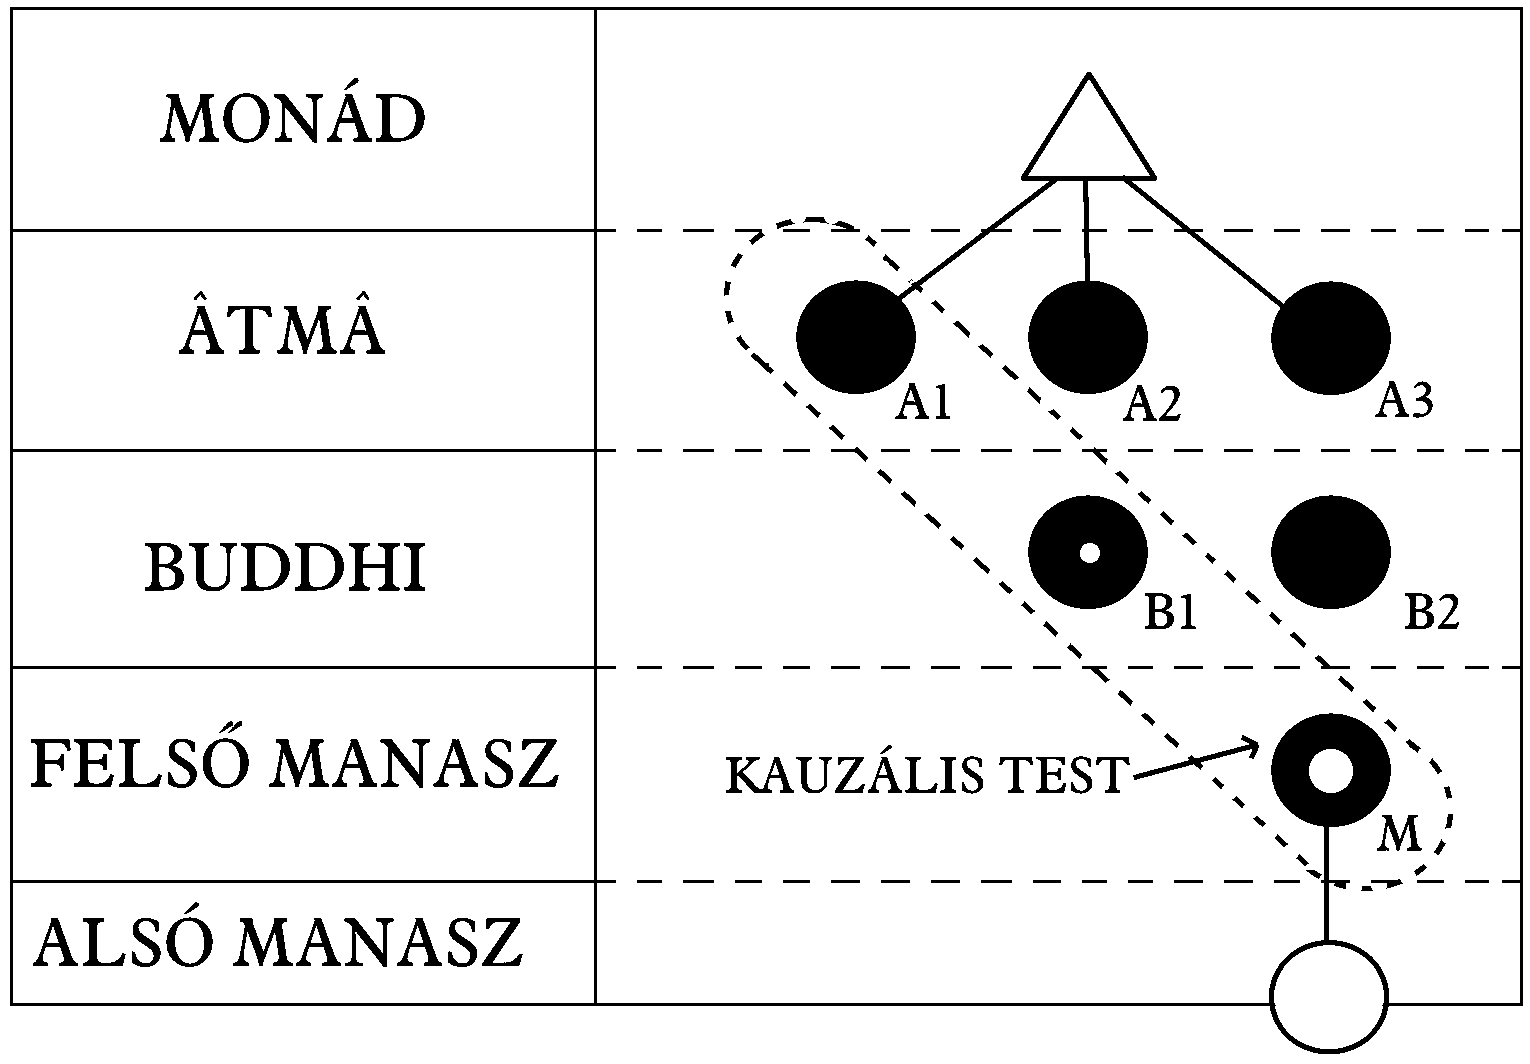 MONÁD
ÂTMÂ
A1 A2 A3
BUDDHI
B1 B2
FELSŐ MANASZ
KAUZÁLIS TEST
M
ALSÓ MANASZ